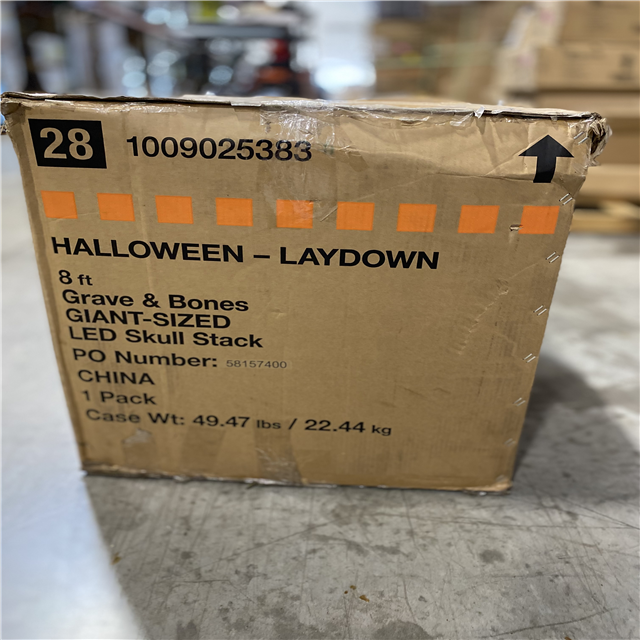 28 1009025383
HALLOWEEN – LAYDOWN
8 ft
Grave & Bones
GIANT-SIZED
LED Skull Stack
PO Number: 58157400
CHINA
1 Pack
Case Wt: 49.47 lbs / 22.44 kg